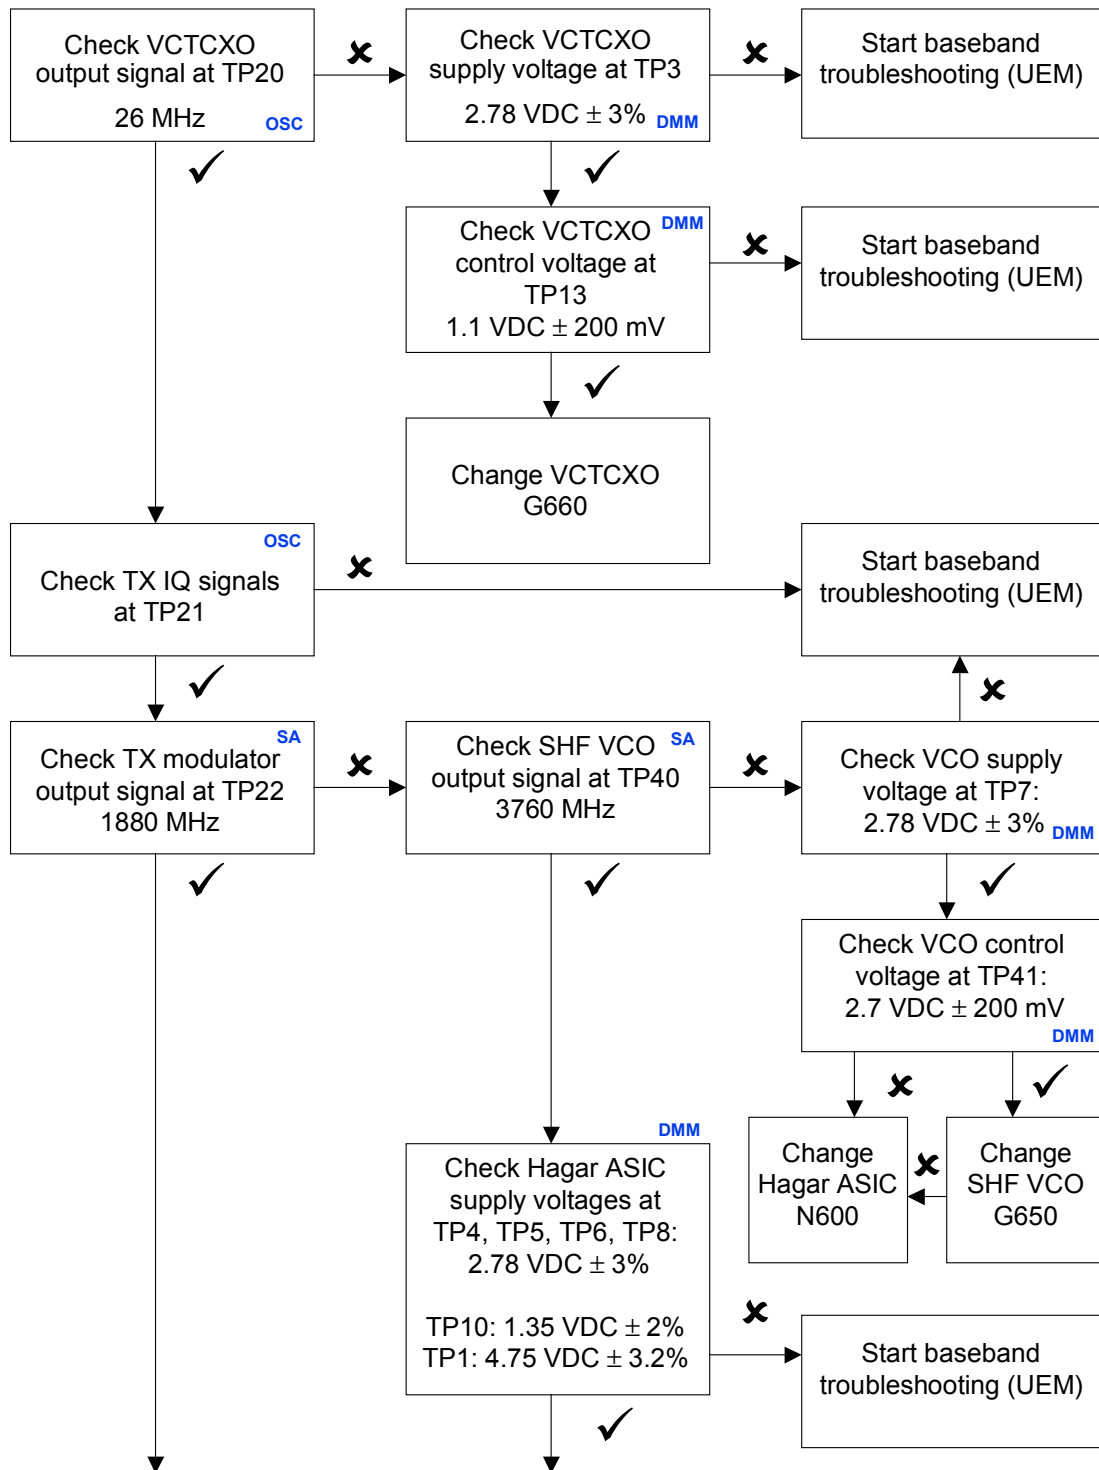 Check VCTCXO
output signal at TP20
26 MHz
OSC
Check VCTCXO
supply voltage at TP3
2.78 VDC ± 3%
DMM
Start baseband
troubleshooting (UEM)
Check VCTCXO
DMM
control voltage at
TP13
1.1 VDC ± 200 mV
Start baseband
troubleshooting (UEM)
Change VCTCXO
G660
OSC
Check TX IQ signals
at TP21
Start baseband
troubleshooting (UEM)
SA
Check TX modulator
output signal at TP22
1880 MHz
SA
Check SHF VCO
output signal at TP40
3760 MHz
Check VCO supply
voltage at TP7:
2.78 VDC ± 3%
DMM
Check VCO control
voltage at TP41:
2.7 VDC ± 200 mV
DMM
Change
Hagar ASIC
N600
Change
SHF VCO
G650
DMM
Check Hagar ASIC
supply voltages at
TP4, TP5, TP6, TP8:
2.78 VDC ± 3%
TP10: 1.35 VDC ± 2%
TP1: 4.75 VDC ± 3.2%
Start baseband
troubleshooting (UEM)